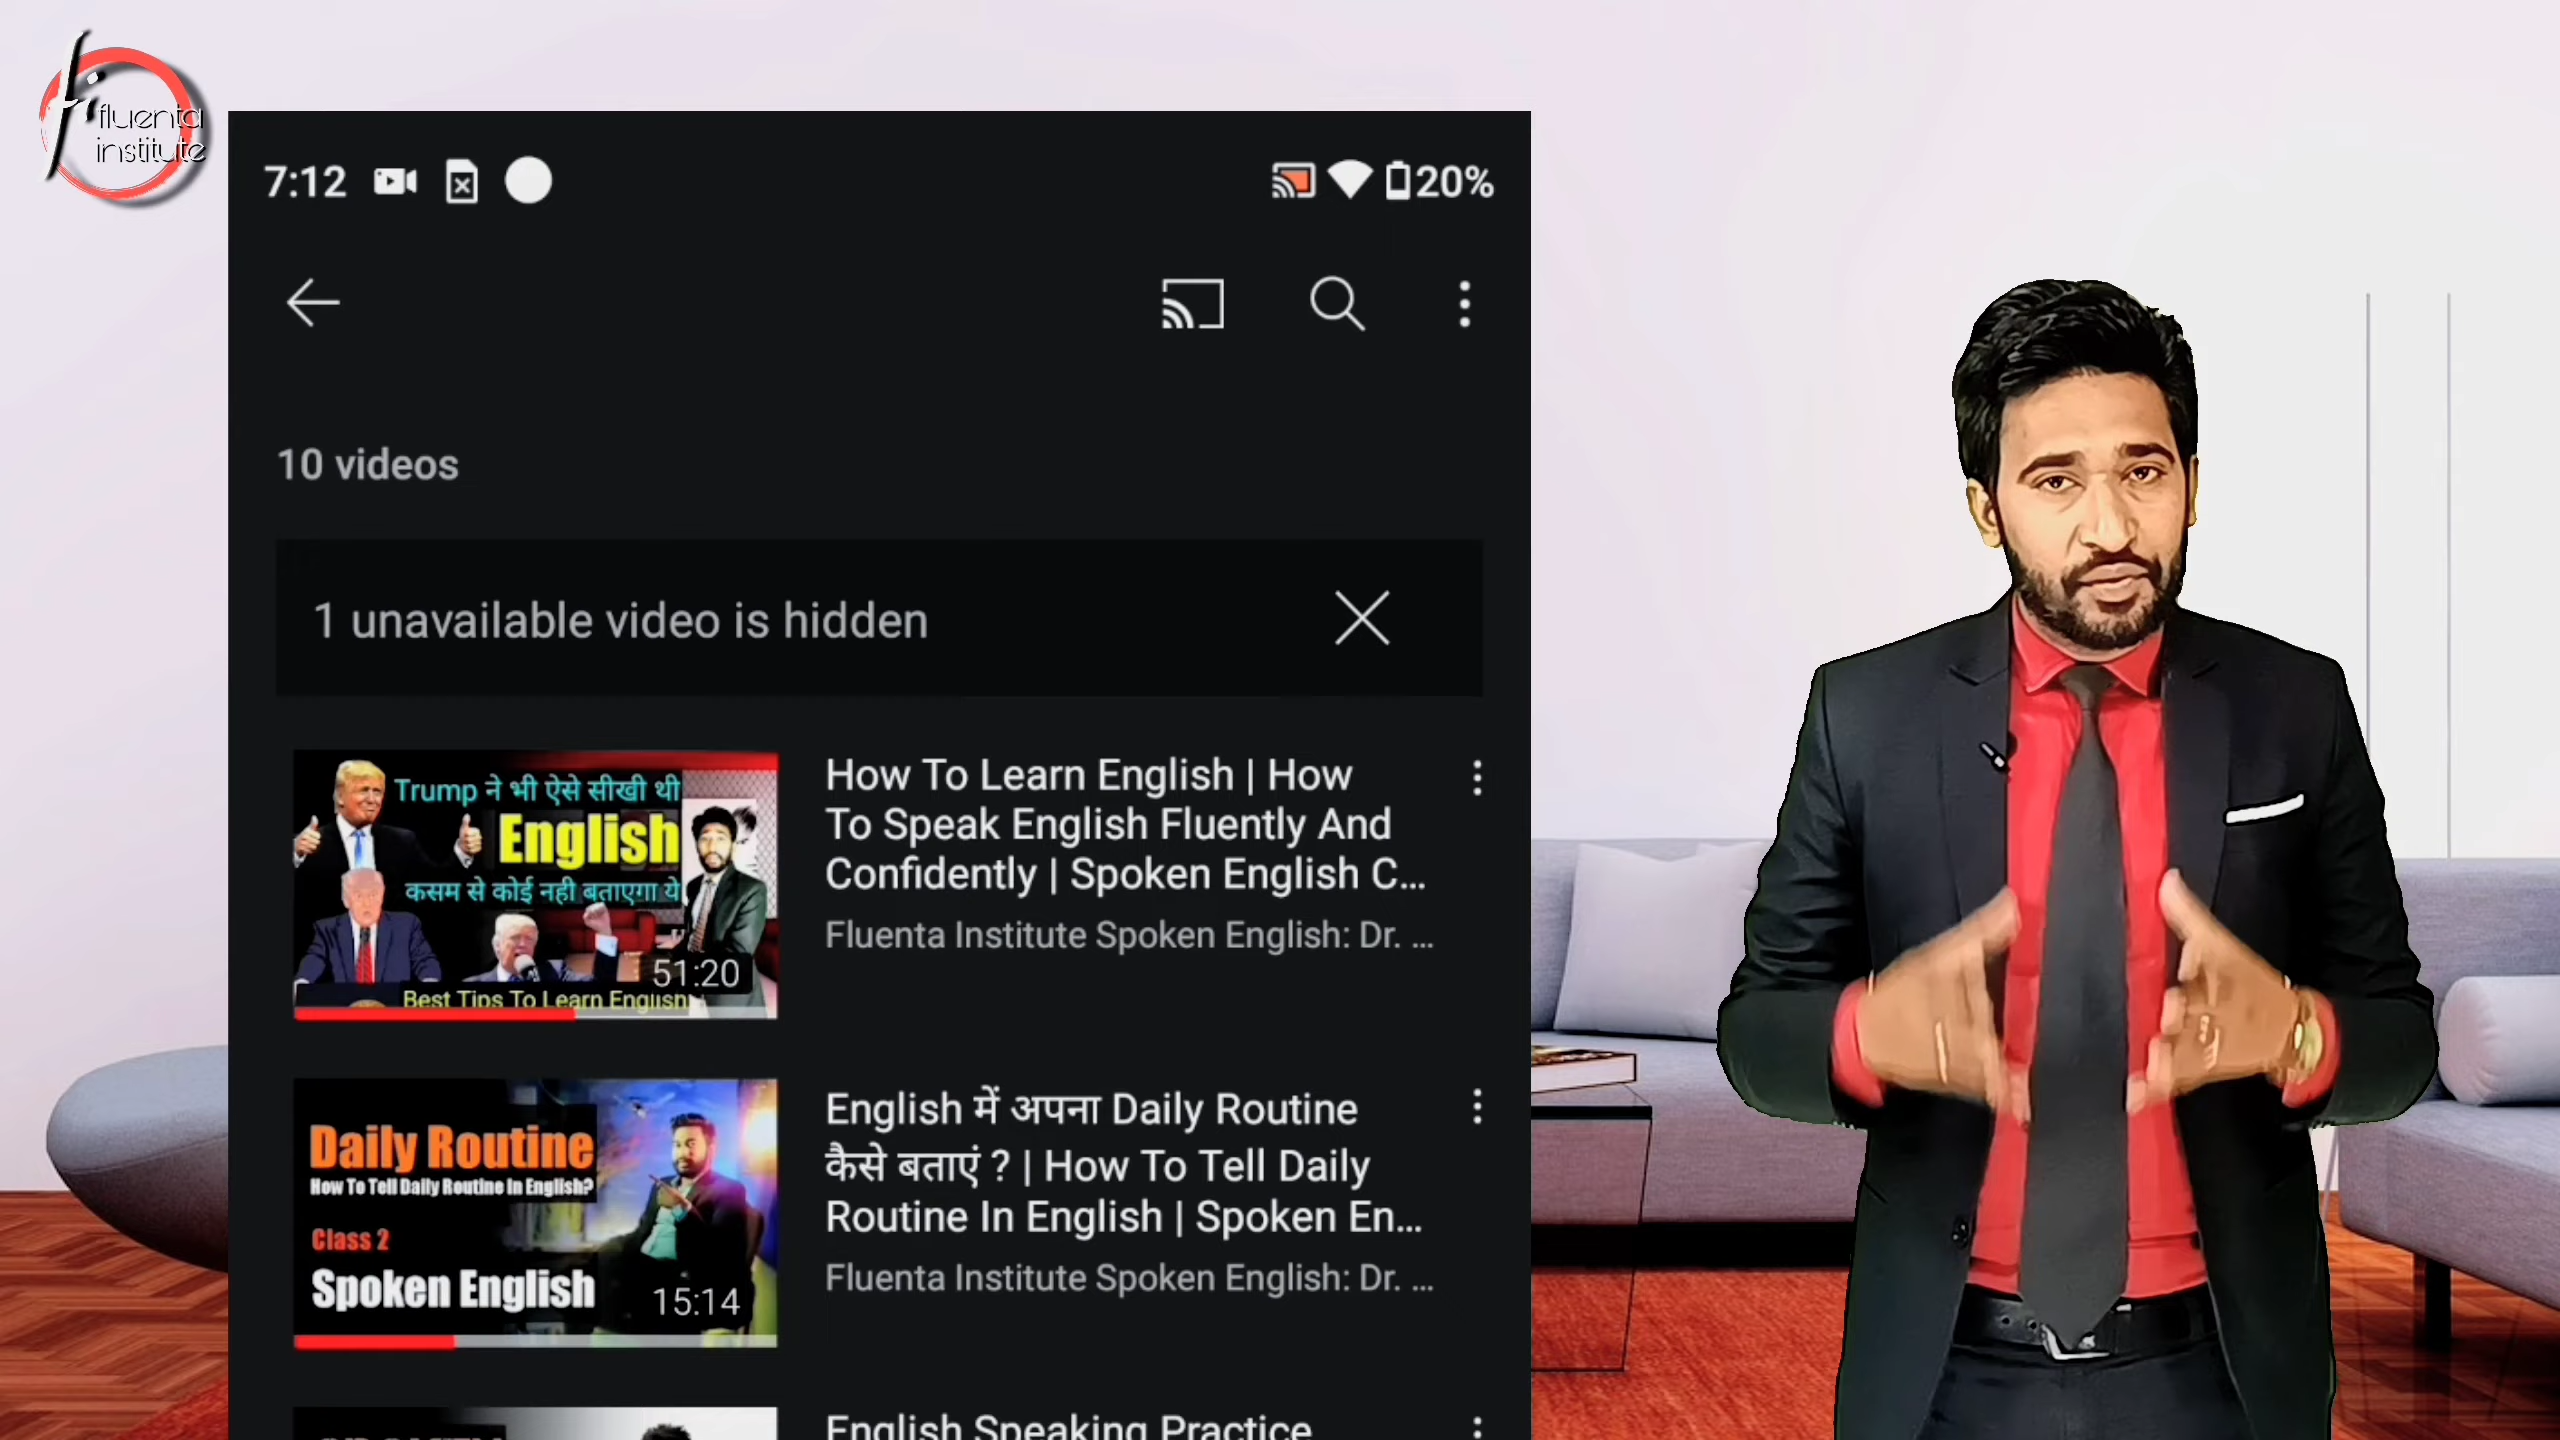 fluenta
institute
7:12
20%
10 videos
1 unavailable video is hidden
Trump ने भी ऐसे सीखी थी
English
कसम से कोई नही बताएगा ये
51:20
Best Tips To Learn English
How To Learn English | How
To Speak English Fluently And
Confidently | Spoken English C...
Fluenta Institute Spoken English: Dr. ...
Daily Routine
How To Tell Daily Routine In English?
Class 2
Spoken English
15:14
English में अपना Daily Routine
कैसे बताएं ? | How To Tell Daily
Routine In English | Spoken En...
Fluenta Institute Spoken English: Dr. ...
English Speaking Practice